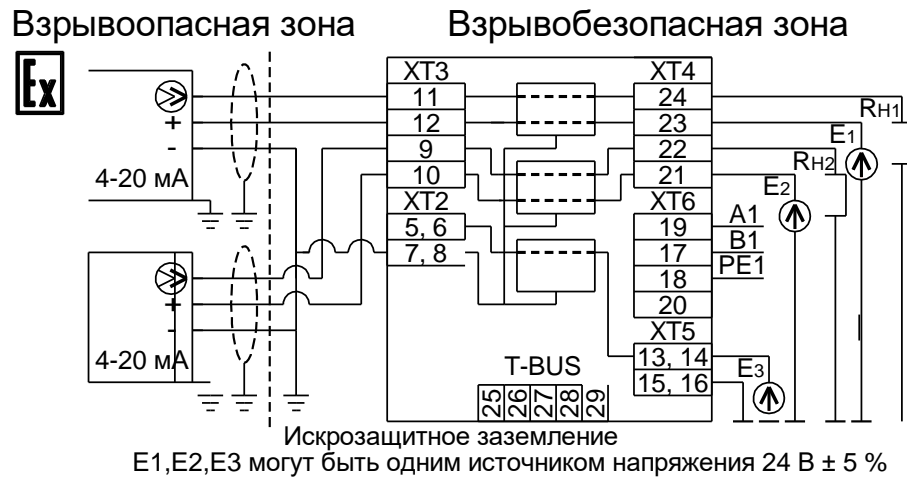 Взрывоопасная зона Взрывобезопасная зона
Ex
XT3 XT4
11 24 RH1
+ 12 23 E1
- 9 22 RH2
4-20 мА 10 21 E2
XT2 XT6
5, 6 19 A1
7, 8 17 B1
18 PE1
+ 20
- XT5
4-20 мА 13, 14 E3
T-BUS 15, 16
25 26 27 28 29
Искрозащитное заземление
E1,E2,E3 могут быть одним источником напряжения 24 В ± 5 %